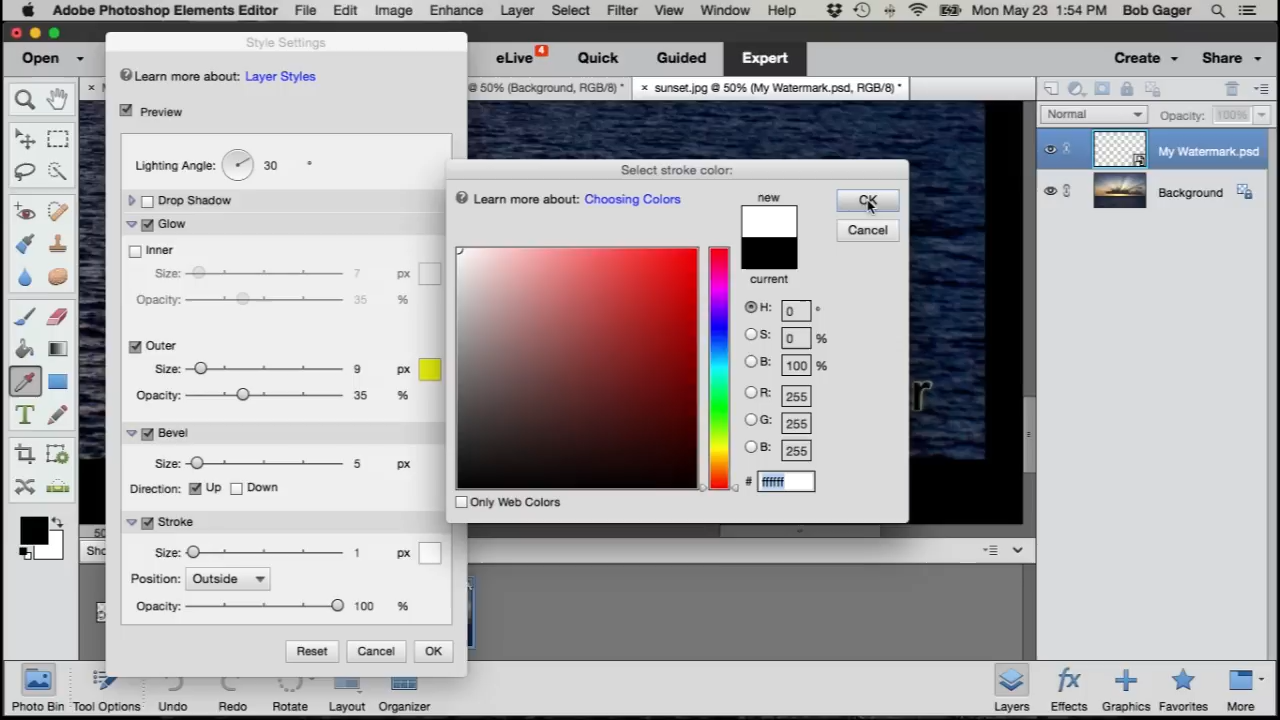 Adobe Photoshop Elements Editor File Edit Image Enhance Layer Select Filter View Window Help Mon May 23 1:54 PM Bob Gager
Open eLive 4 Quick Guided Expert Create Share
Style Settings
@ 50% (Background, RGB/8) * × sunset.jpg @ 50% (My Watermark.psd, RGB/8) *
? Learn more about: Layer Styles
Preview
Lighting Angle: 30 °
Drop Shadow
Glow
Inner
Size: 7 px
Opacity: 35 %
Outer
Size: 9 px
Opacity: 35 %
Bevel
Size: 5 px
Direction: Up Down
Stroke
Size: 1 px
Position: Outside
Opacity: 100 %
Reset Cancel OK
Select stroke color:
? Learn more about: Choosing Colors
new
OK
Cancel
current
H: 0 °
S: 0 %
B: 100 %
R: 255
G: 255
B: 255
# ffffff
Only Web Colors
Normal Opacity: 100%
My Watermark.psd
Background
T
r
50
Sho
Photo Bin Tool Options Undo Redo Rotate Layout Organizer
fx
Layers Effects Graphics Favorites More